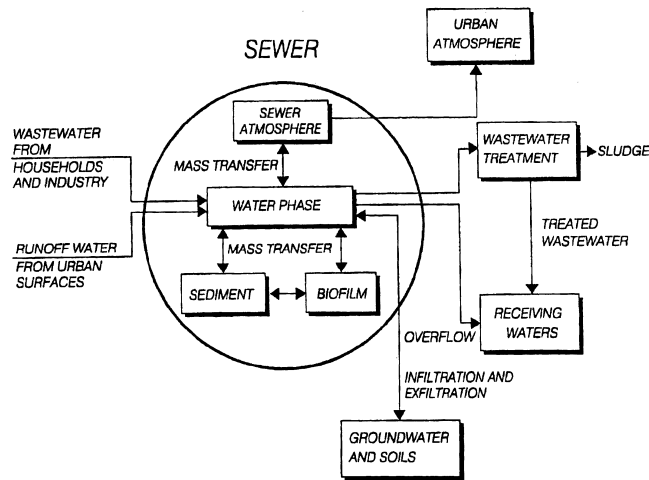 URBAN
ATMOSPHERE
SEWER
SEWER
ATMOSPHERE
WASTEWATER
FROM
HOUSEHOLDS
AND INDUSTRY
MASS TRANSFER
WASTEWATER
TREATMENT
SLUDGE
WATER PHASE
RUNOFF WATER
FROM URBAN
SURFACES
MASS TRANSFER
TREATED
WASTEWATER
SEDIMENT
BIOFILM
RECEIVING
WATERS
OVERFLOW
INFILTRATION AND
EXFILTRATION
GROUNDWATER
AND SOILS